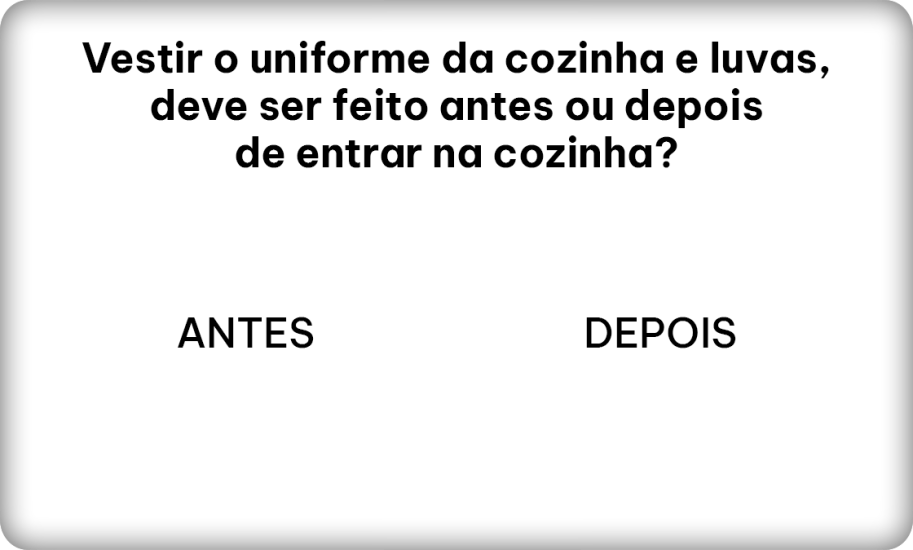 Vestir o uniforme da cozinha e luvas,
deve ser feito antes ou depois
de entrar na cozinha?
ANTES
DEPOIS